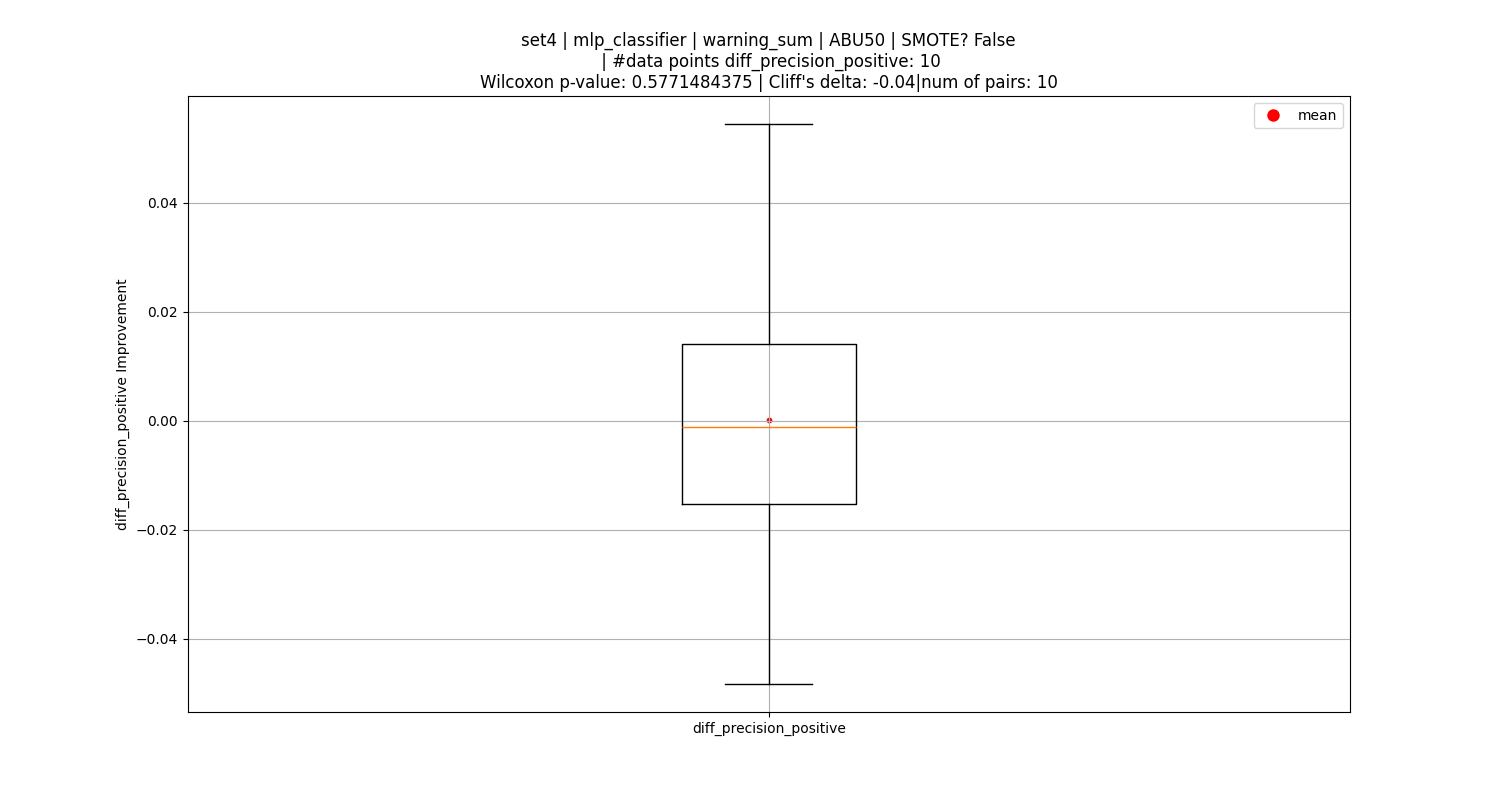 set4 | mlp_classifier | warning_sum | ABU50 | SMOTE? False
| #data points diff_precision_positive: 10
Wilcoxon p-value: 0.5771484375 | Cliff's delta: -0.04|num of pairs: 10
mean
0.04
0.02
0.00
−0.02
−0.04
diff_precision_positive Improvement
diff_precision_positive